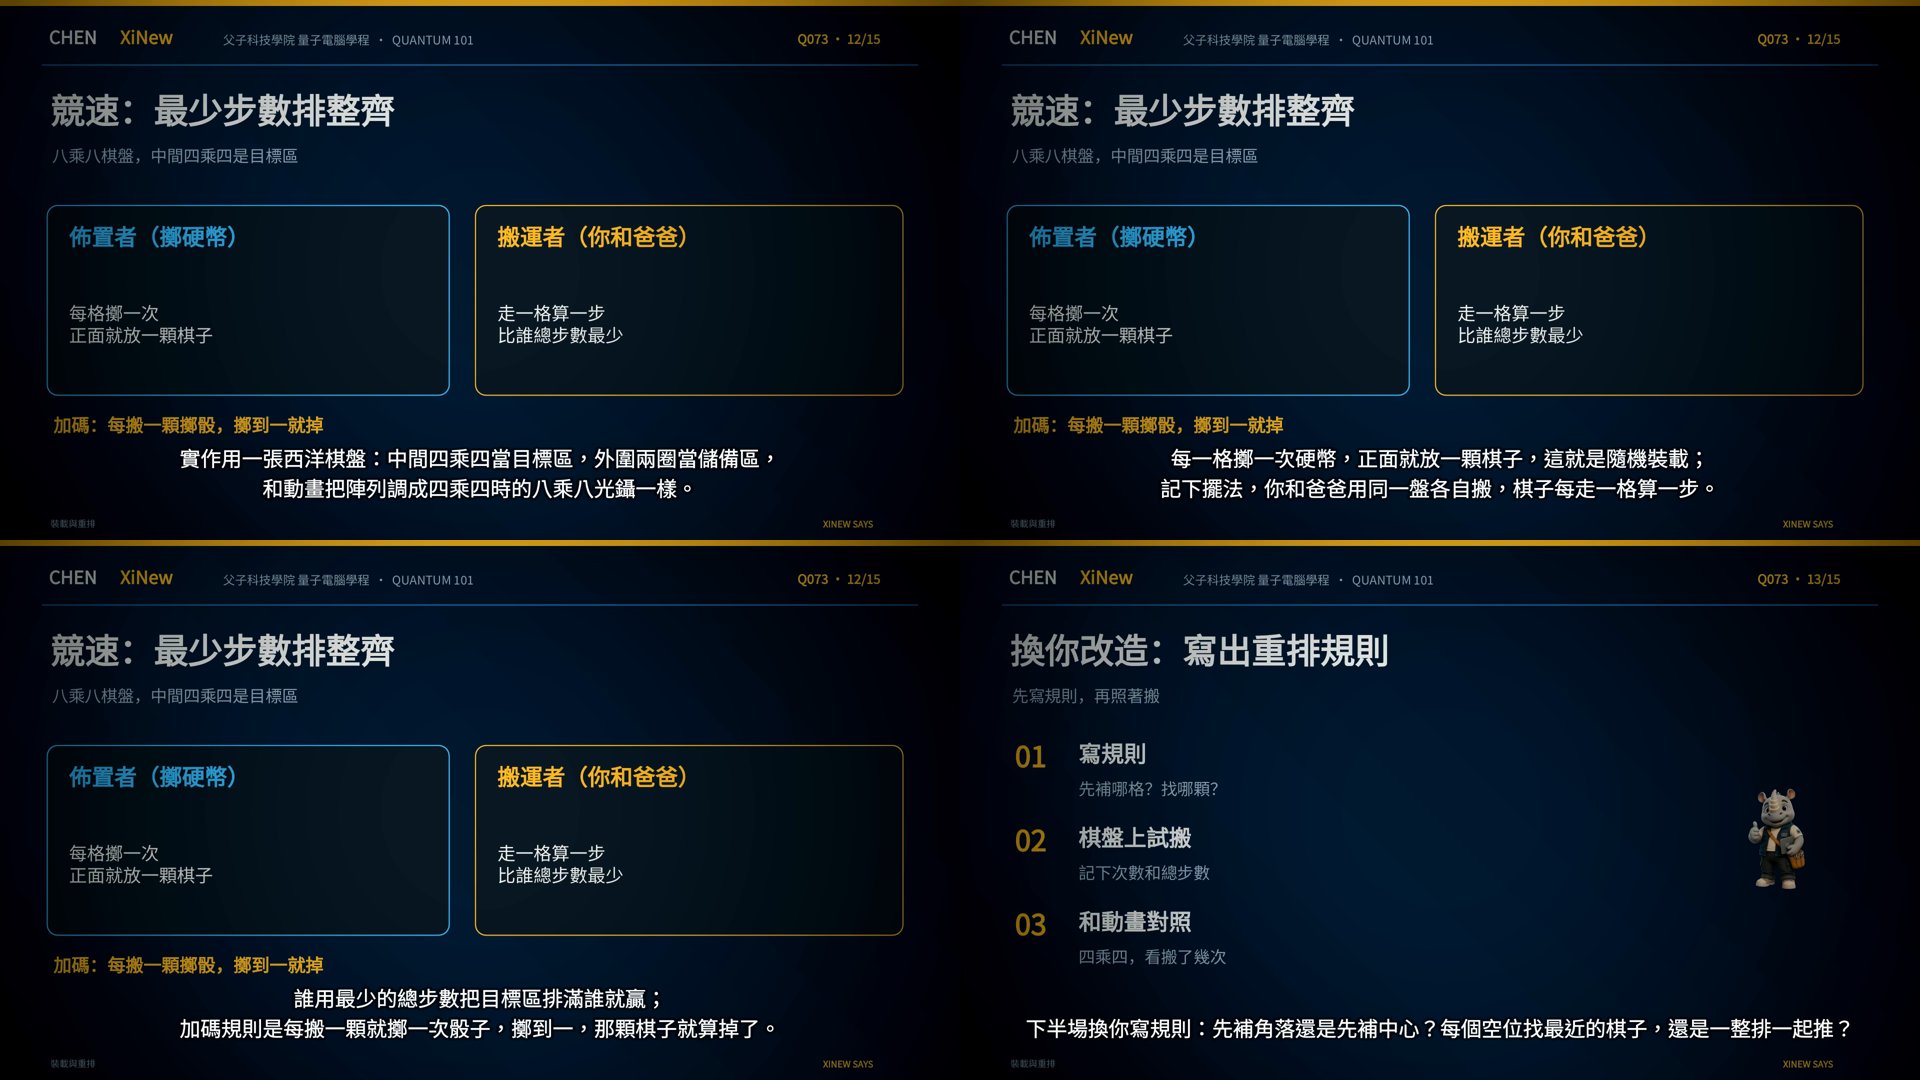 CHEN XiNew 父子科技學院 量子電腦學程 · QUANTUM 101 Q073 · 12/15
競速：最少步數排整齊
八乘八棋盤，中間四乘四是目標區
佈置者（擲硬幣）
每格擲一次
正面就放一顆棋子
搬運者（你和爸爸）
走一格算一步
比誰總步數最少
加碼：每搬一顆擲骰，擲到一就掉
實作用一張西洋棋盤：中間四乘四當目標區，外圍兩圈當儲備區，
和動畫把陣列調成四乘四時的八乘八光鑷一樣。
裝載與重排 XINEW SAYS
CHEN XiNew 父子科技學院 量子電腦學程 · QUANTUM 101 Q073 · 12/15
競速：最少步數排整齊
八乘八棋盤，中間四乘四是目標區
佈置者（擲硬幣）
每格擲一次
正面就放一顆棋子
搬運者（你和爸爸）
走一格算一步
比誰總步數最少
加碼：每搬一顆擲骰，擲到一就掉
每一格擲一次硬幣，正面就放一顆棋子，這就是隨機裝載；
記下擺法，你和爸爸用同一盤各自搬，棋子每走一格算一步。
裝載與重排 XINEW SAYS
CHEN XiNew 父子科技學院 量子電腦學程 · QUANTUM 101 Q073 · 12/15
競速：最少步數排整齊
八乘八棋盤，中間四乘四是目標區
佈置者（擲硬幣）
每格擲一次
正面就放一顆棋子
搬運者（你和爸爸）
走一格算一步
比誰總步數最少
加碼：每搬一顆擲骰，擲到一就掉
誰用最少的總步數把目標區排滿誰就贏；
加碼規則是每搬一顆就擲一次骰子，擲到一，那顆棋子就算掉了。
裝載與重排 XINEW SAYS
CHEN XiNew 父子科技學院 量子電腦學程 · QUANTUM 101 Q073 · 13/15
換你改造：寫出重排規則
先寫規則，再照著搬
01 寫規則
先補哪格？找哪顆？
02 棋盤上試搬
記下次數和總步數
03 和動畫對照
四乘四，看搬了幾次
下半場換你寫規則：先補角落還是先補中心？每個空位找最近的棋子，還是一整排一起推？
裝載與重排 XINEW SAYS